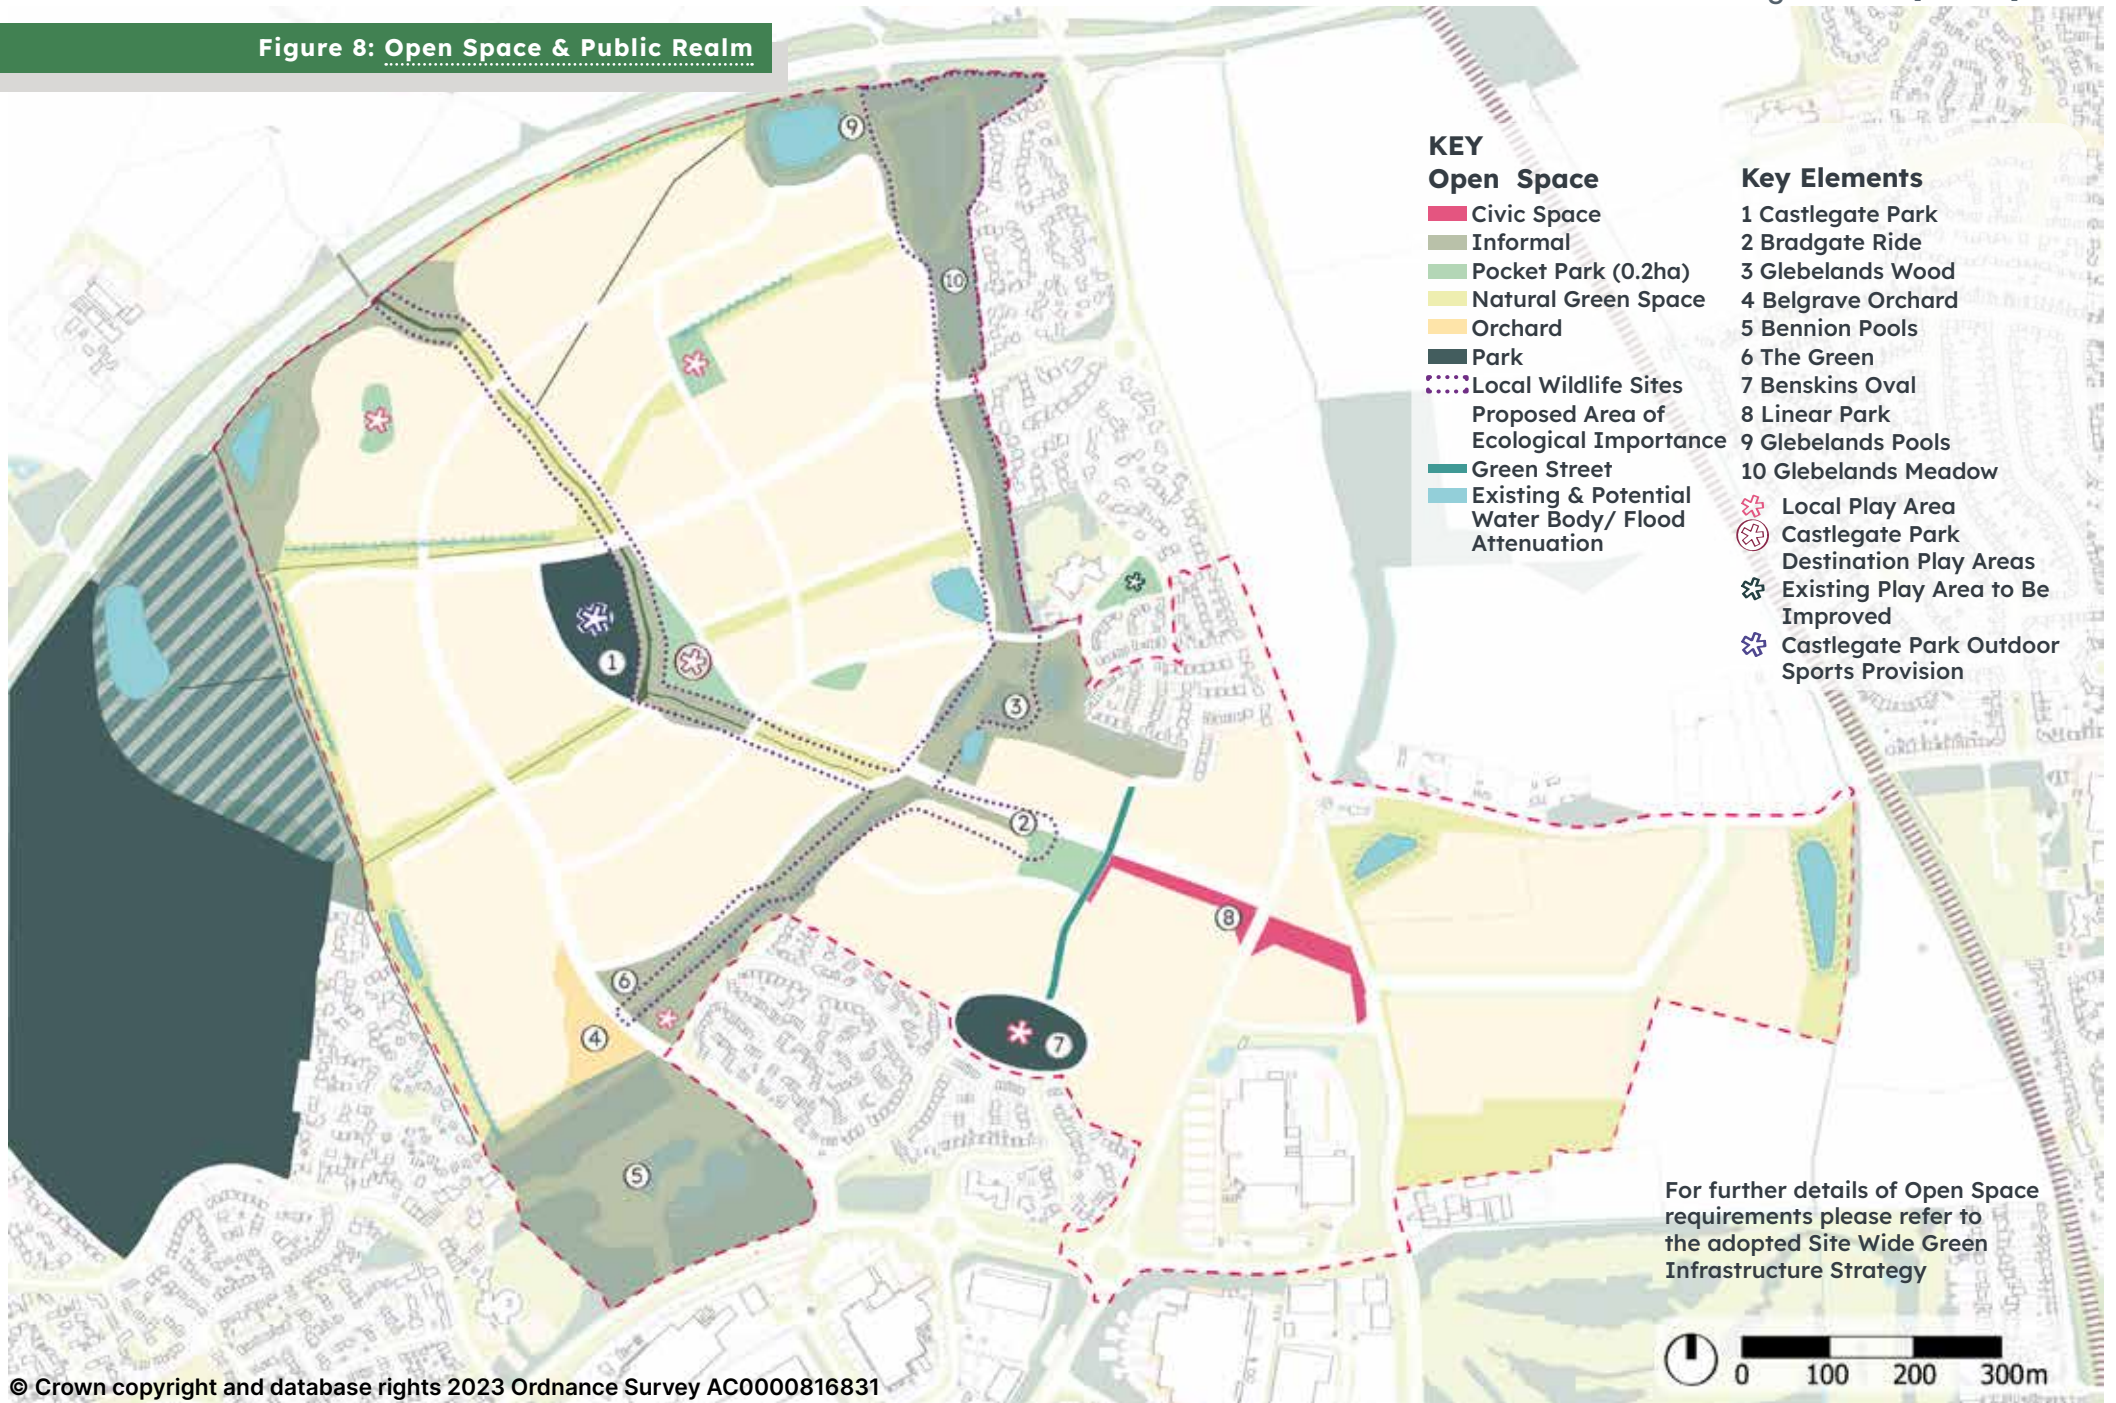 Figure 8: Open Space & Public Realm
KEY
Open Space
Civic Space
Informal
Pocket Park (0.2ha)
Natural Green Space
Orchard
Park
Local Wildlife Sites
Proposed Area of
Ecological Importance
Green Street
Existing & Potential
Water Body/ Flood
Attenuation
Key Elements
1 Castlegate Park
2 Bradgate Ride
3 Glebelands Wood
4 Belgrave Orchard
5 Bennion Pools
6 The Green
7 Benskins Oval
8 Linear Park
9 Glebelands Pools
10 Glebelands Meadow
Local Play Area
Castlegate Park
Destination Play Areas
Existing Play Area to Be
Improved
Castlegate Park Outdoor
Sports Provision
9
10
1
3
2
8
6
4
7
5
For further details of Open Space
requirements please refer to
the adopted Site Wide Green
Infrastructure Strategy
0 100 200 300m
© Crown copyright and database rights 2023 Ordnance Survey AC0000816831